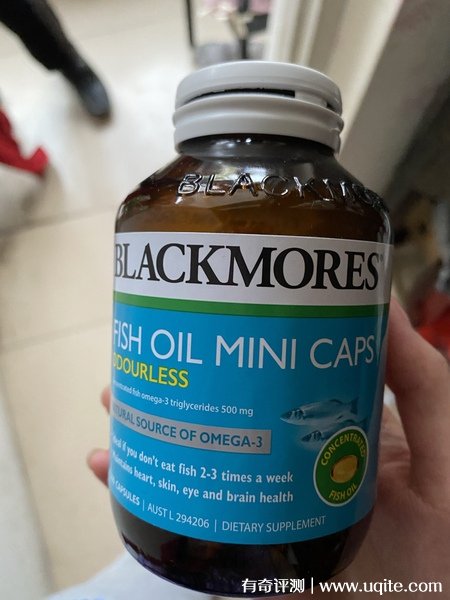 BLACKMORES
BLACKMORES®
FISH OIL MINI CAPS
ODOURLESS
fish omega-3 triglycerides 500 mg
NATURAL SOURCE OF OMEGA-3
Ideal if you don't eat fish 2-3 times a week
Maintains heart, skin, eye and brain health
CAPSULES | AUST L 294206 | DIETARY SUPPLEMENT
CONCENTRATED
FISH OIL
有奇评测 | www.uqite.com